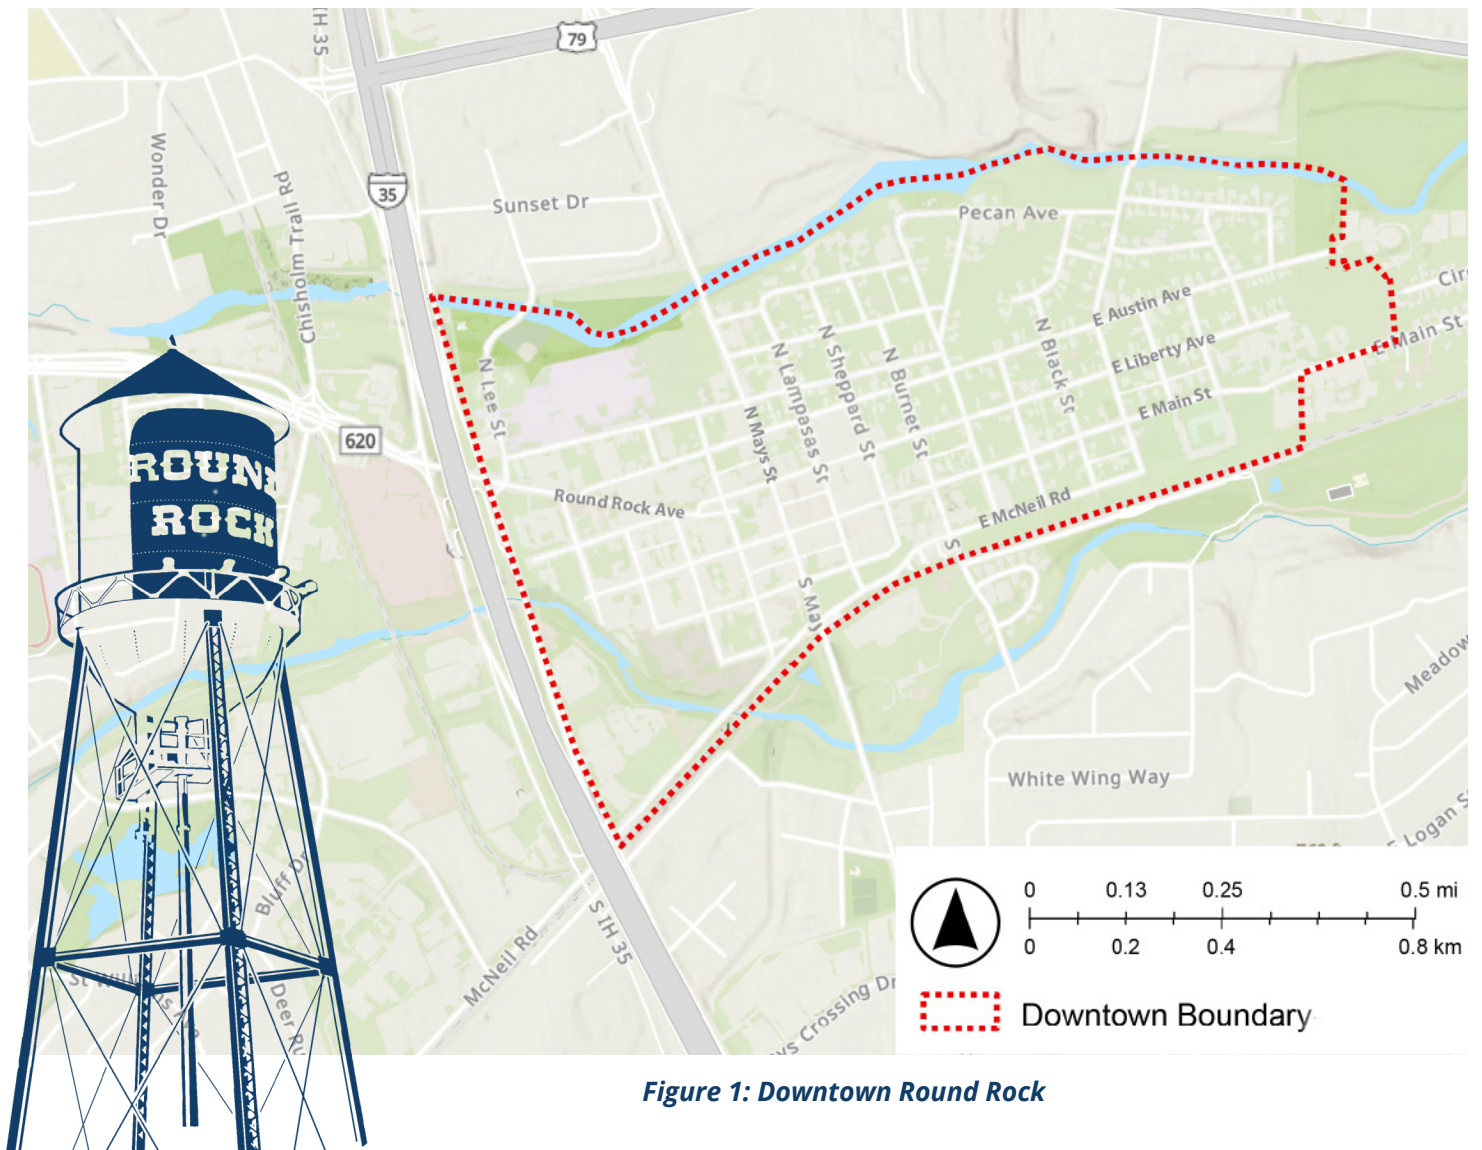 IH 35
79
Wonder Dr
Chisholm Trail Rd
35
Sunset Dr
Pecan Ave
E Austin Ave
Circ
E Main St
N Black St
E Liberty Ave
N Sheppard St
N Burnet St
N Lampasas St
N Lee St
N Mays St
E Main St
620
ROUND
ROCK
Round Rock Ave
E McNeil Rd
S
S May
Meadow
White Wing Way
E Logan S
Bluff Dr
S IH 35
McNeil Rd
Deer Ru
ys Crossing Dr
0 0.13 0.25 0.5 mi
0 0.2 0.4 0.8 km
Downtown Boundary
Figure 1: Downtown Round Rock